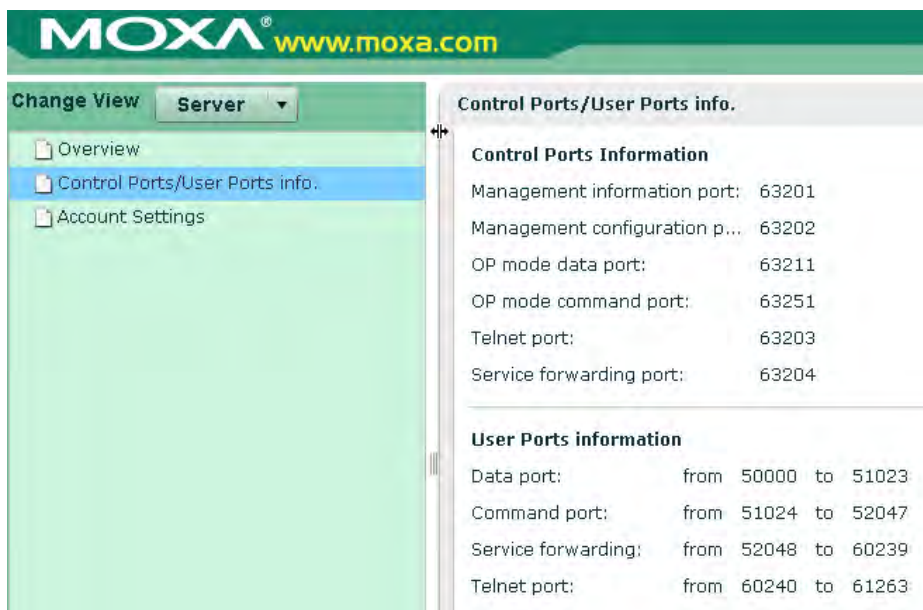 MOXA® www.moxa.com
Change View Server
Overview
Control Ports/User Ports info.
Account Settings
Control Ports/User Ports info.
Control Ports Information
Management information port: 63201
Management configuration p... 63202
OP mode data port: 63211
OP mode command port: 63251
Telnet port: 63203
Service forwarding port: 63204
User Ports information
Data port: from 50000 to 51023
Command port: from 51024 to 52047
Service forwarding: from 52048 to 60239
Telnet port: from 60240 to 61263